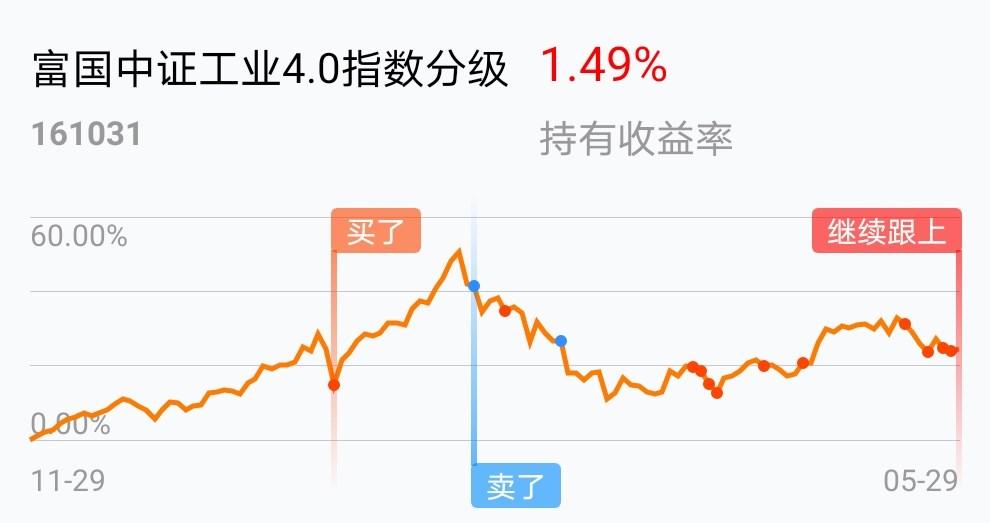 富国中证工业4.0指数分级 1.49%
161031 持有收益率
买了 继续跟上
60.00%
0.00%
11-29 05-29
卖了